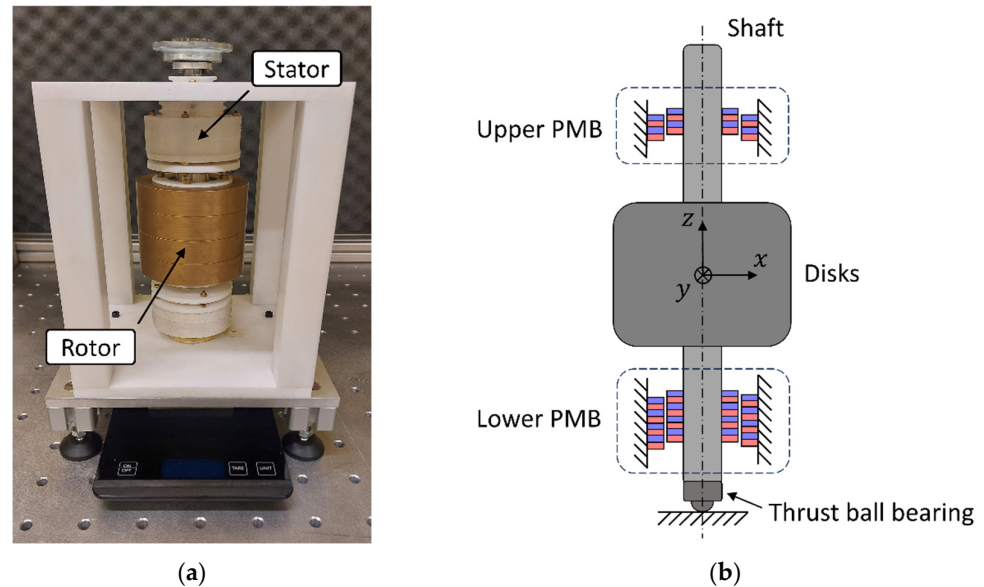 Stator
Rotor
ON
OFF
TARE
UNIT
(a)
Shaft
Upper PMB
z
x
y
Disks
Lower PMB
Thrust ball bearing
(b)